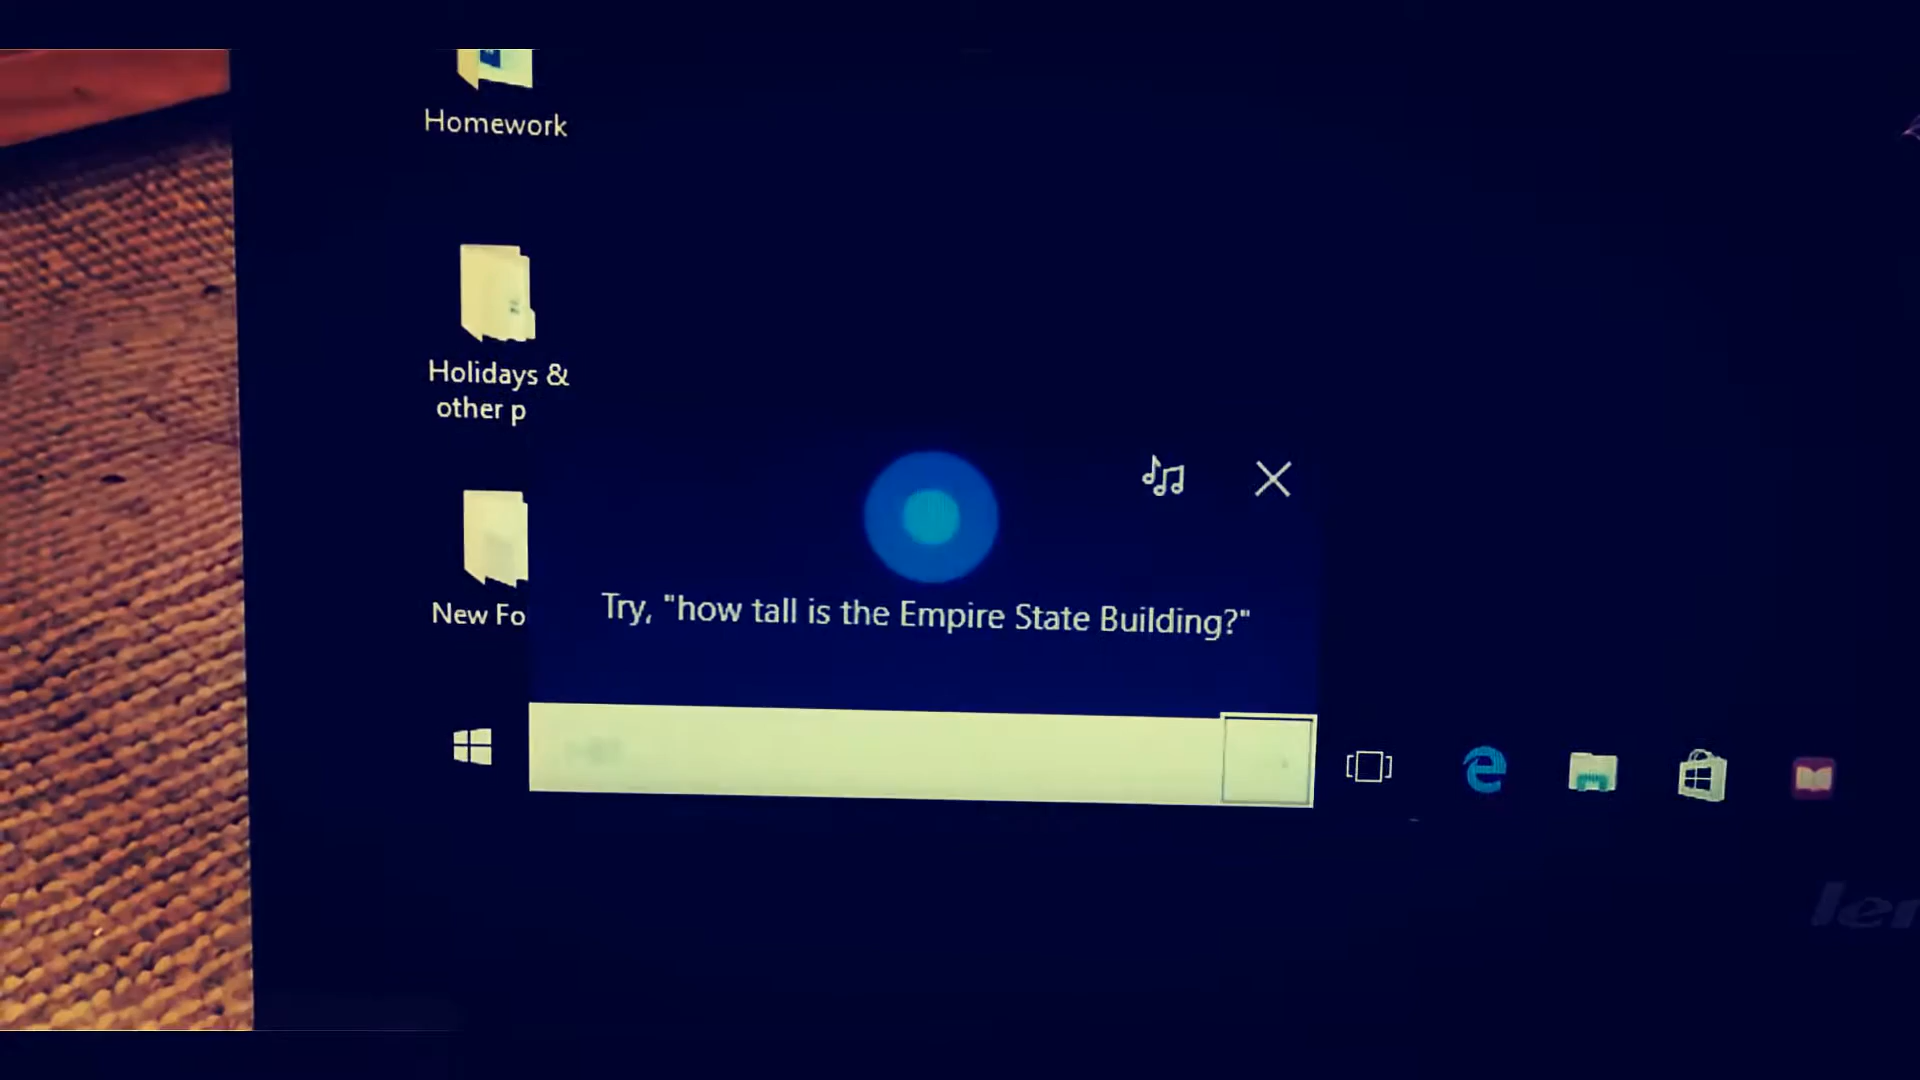 Homework
Holidays &
other p
New Fo
Try, "how tall is the Empire State Building?"